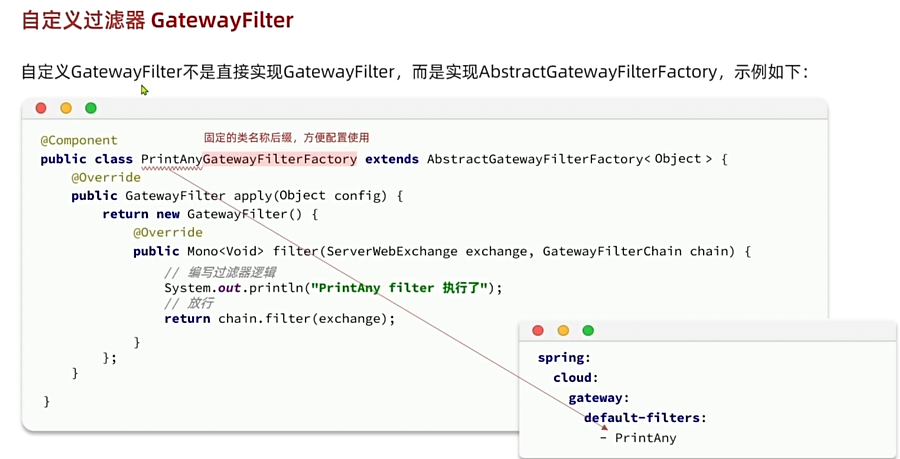 自定义过滤器 GatewayFilter
自定义GatewayFilter不是直接实现GatewayFilter，而是实现AbstractGatewayFilterFactory，示例如下：
@Component
固定的类名称后缀，方便配置使用
public class PrintAnyGatewayFilterFactory extends AbstractGatewayFilterFactory<Object> {
@Override
public GatewayFilter apply(Object config) {
return new GatewayFilter() {
@Override
public Mono<Void> filter(ServerWebExchange exchange, GatewayFilterChain chain) {
// 编写过滤器逻辑
System.out.println("PrintAny filter 执行了");
// 放行
return chain.filter(exchange);
}
};
}
}
spring:
cloud:
gateway:
default-filters:
- PrintAny